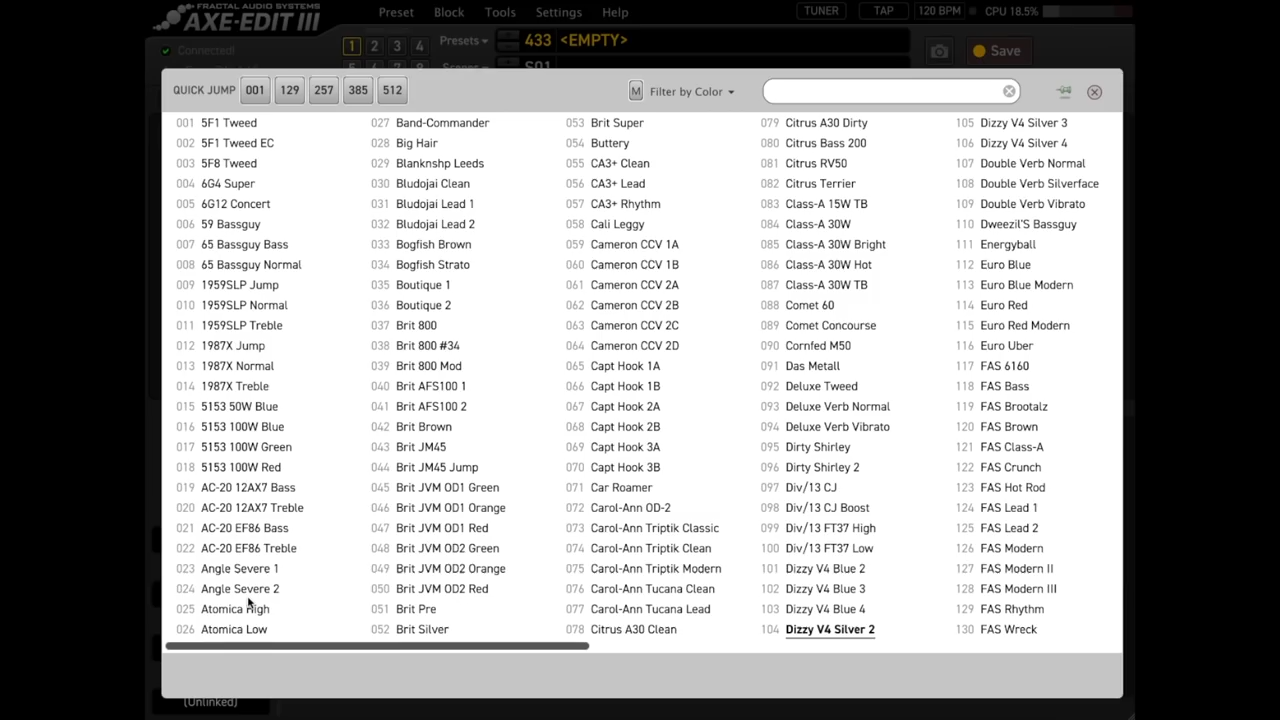 FRACTAL AUDIO SYSTEMS
AXE-EDIT III
Preset Block Tools Settings Help
TUNER TAP 120 BPM CPU 18.5%
Connected!
1 2 3 4
Presets
433 <EMPTY>
Save
QUICK JUMP 001 129 257 385 512
M Filter by Color
001 5F1 Tweed
002 5F1 Tweed EC
003 5F8 Tweed
004 6G4 Super
005 6G12 Concert
006 59 Bassguy
007 65 Bassguy Bass
008 65 Bassguy Normal
009 1959SLP Jump
010 1959SLP Normal
011 1959SLP Treble
012 1987X Jump
013 1987X Normal
014 1987X Treble
015 5153 50W Blue
016 5153 100W Blue
017 5153 100W Green
018 5153 100W Red
019 AC-20 12AX7 Bass
020 AC-20 12AX7 Treble
021 AC-20 EF86 Bass
022 AC-20 EF86 Treble
023 Angle Severe 1
024 Angle Severe 2
025 Atomica High
026 Atomica Low
027 Band-Commander
028 Big Hair
029 Blanknshp Leeds
030 Bludojai Clean
031 Bludojai Lead 1
032 Bludojai Lead 2
033 Bogfish Brown
034 Bogfish Strato
035 Boutique 1
036 Boutique 2
037 Brit 800
038 Brit 800 #34
039 Brit 800 Mod
040 Brit AFS100 1
041 Brit AFS100 2
042 Brit Brown
043 Brit JM45
044 Brit JM45 Jump
045 Brit JVM OD1 Green
046 Brit JVM OD1 Orange
047 Brit JVM OD1 Red
048 Brit JVM OD2 Green
049 Brit JVM OD2 Orange
050 Brit JVM OD2 Red
051 Brit Pre
052 Brit Silver
053 Brit Super
054 Buttery
055 CA3+ Clean
056 CA3+ Lead
057 CA3+ Rhythm
058 Cali Leggy
059 Cameron CCV 1A
060 Cameron CCV 1B
061 Cameron CCV 2A
062 Cameron CCV 2B
063 Cameron CCV 2C
064 Cameron CCV 2D
065 Capt Hook 1A
066 Capt Hook 1B
067 Capt Hook 2A
068 Capt Hook 2B
069 Capt Hook 3A
070 Capt Hook 3B
071 Car Roamer
072 Carol-Ann OD-2
073 Carol-Ann Triptik Classic
074 Carol-Ann Triptik Clean
075 Carol-Ann Triptik Modern
076 Carol-Ann Tucana Clean
077 Carol-Ann Tucana Lead
078 Citrus A30 Clean
079 Citrus A30 Dirty
080 Citrus Bass 200
081 Citrus RV50
082 Citrus Terrier
083 Class-A 15W TB
084 Class-A 30W
085 Class-A 30W Bright
086 Class-A 30W Hot
087 Class-A 30W TB
088 Comet 60
089 Comet Concourse
090 Cornfed M50
091 Das Metall
092 Deluxe Tweed
093 Deluxe Verb Normal
094 Deluxe Verb Vibrato
095 Dirty Shirley
096 Dirty Shirley 2
097 Div/13 CJ
098 Div/13 CJ Boost
099 Div/13 FT37 High
100 Div/13 FT37 Low
101 Dizzy V4 Blue 2
102 Dizzy V4 Blue 3
103 Dizzy V4 Blue 4
104 Dizzy V4 Silver 2
105 Dizzy V4 Silver 3
106 Dizzy V4 Silver 4
107 Double Verb Normal
108 Double Verb Silverface
109 Double Verb Vibrato
110 Dweezil'S Bassguy
111 Energyball
112 Euro Blue
113 Euro Blue Modern
114 Euro Red
115 Euro Red Modern
116 Euro Uber
117 FAS 6160
118 FAS Bass
119 FAS Brootalz
120 FAS Brown
121 FAS Class-A
122 FAS Crunch
123 FAS Hot Rod
124 FAS Lead 1
125 FAS Lead 2
126 FAS Modern
127 FAS Modern II
128 FAS Modern III
129 FAS Rhythm
130 FAS Wreck
(Unlinked)